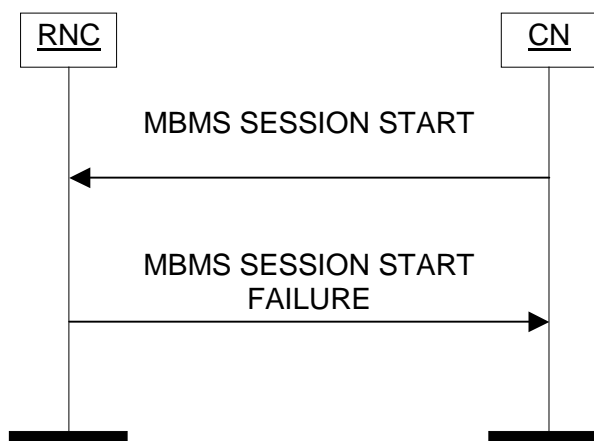 RNC
CN
MBMS SESSION START
MBMS SESSION START
FAILURE